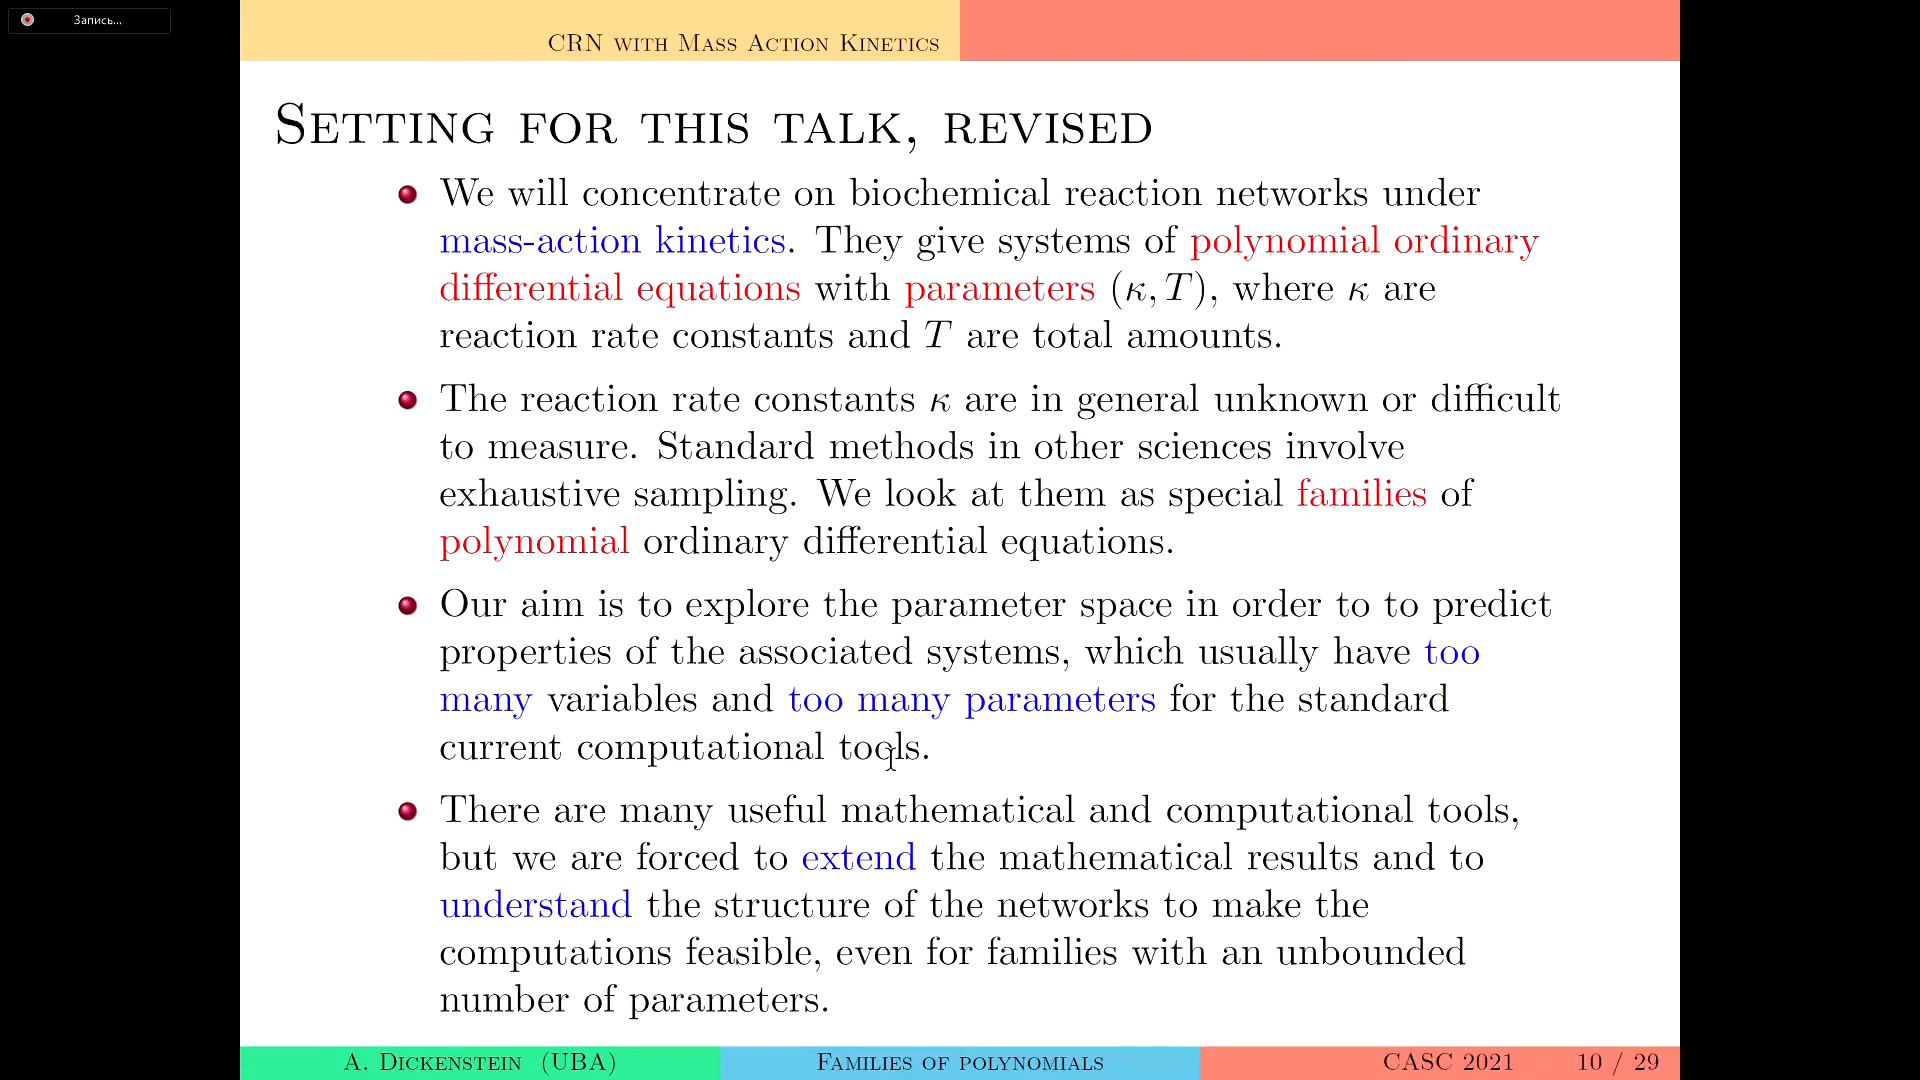 Запись...
CRN with Mass Action Kinetics
Setting for this talk, revised
We will concentrate on biochemical reaction networks under
mass-action kinetics. They give systems of polynomial ordinary
differential equations with parameters (κ, T), where κ are
reaction rate constants and T are total amounts.
The reaction rate constants κ are in general unknown or difficult
to measure. Standard methods in other sciences involve
exhaustive sampling. We look at them as special families of
polynomial ordinary differential equations.
Our aim is to explore the parameter space in order to to predict
properties of the associated systems, which usually have too
many variables and too many parameters for the standard
current computational tools.
There are many useful mathematical and computational tools,
but we are forced to extend the mathematical results and to
understand the structure of the networks to make the
computations feasible, even for families with an unbounded
number of parameters.
A. Dickenstein (UBA) Families of polynomials CASC 2021 10 / 29